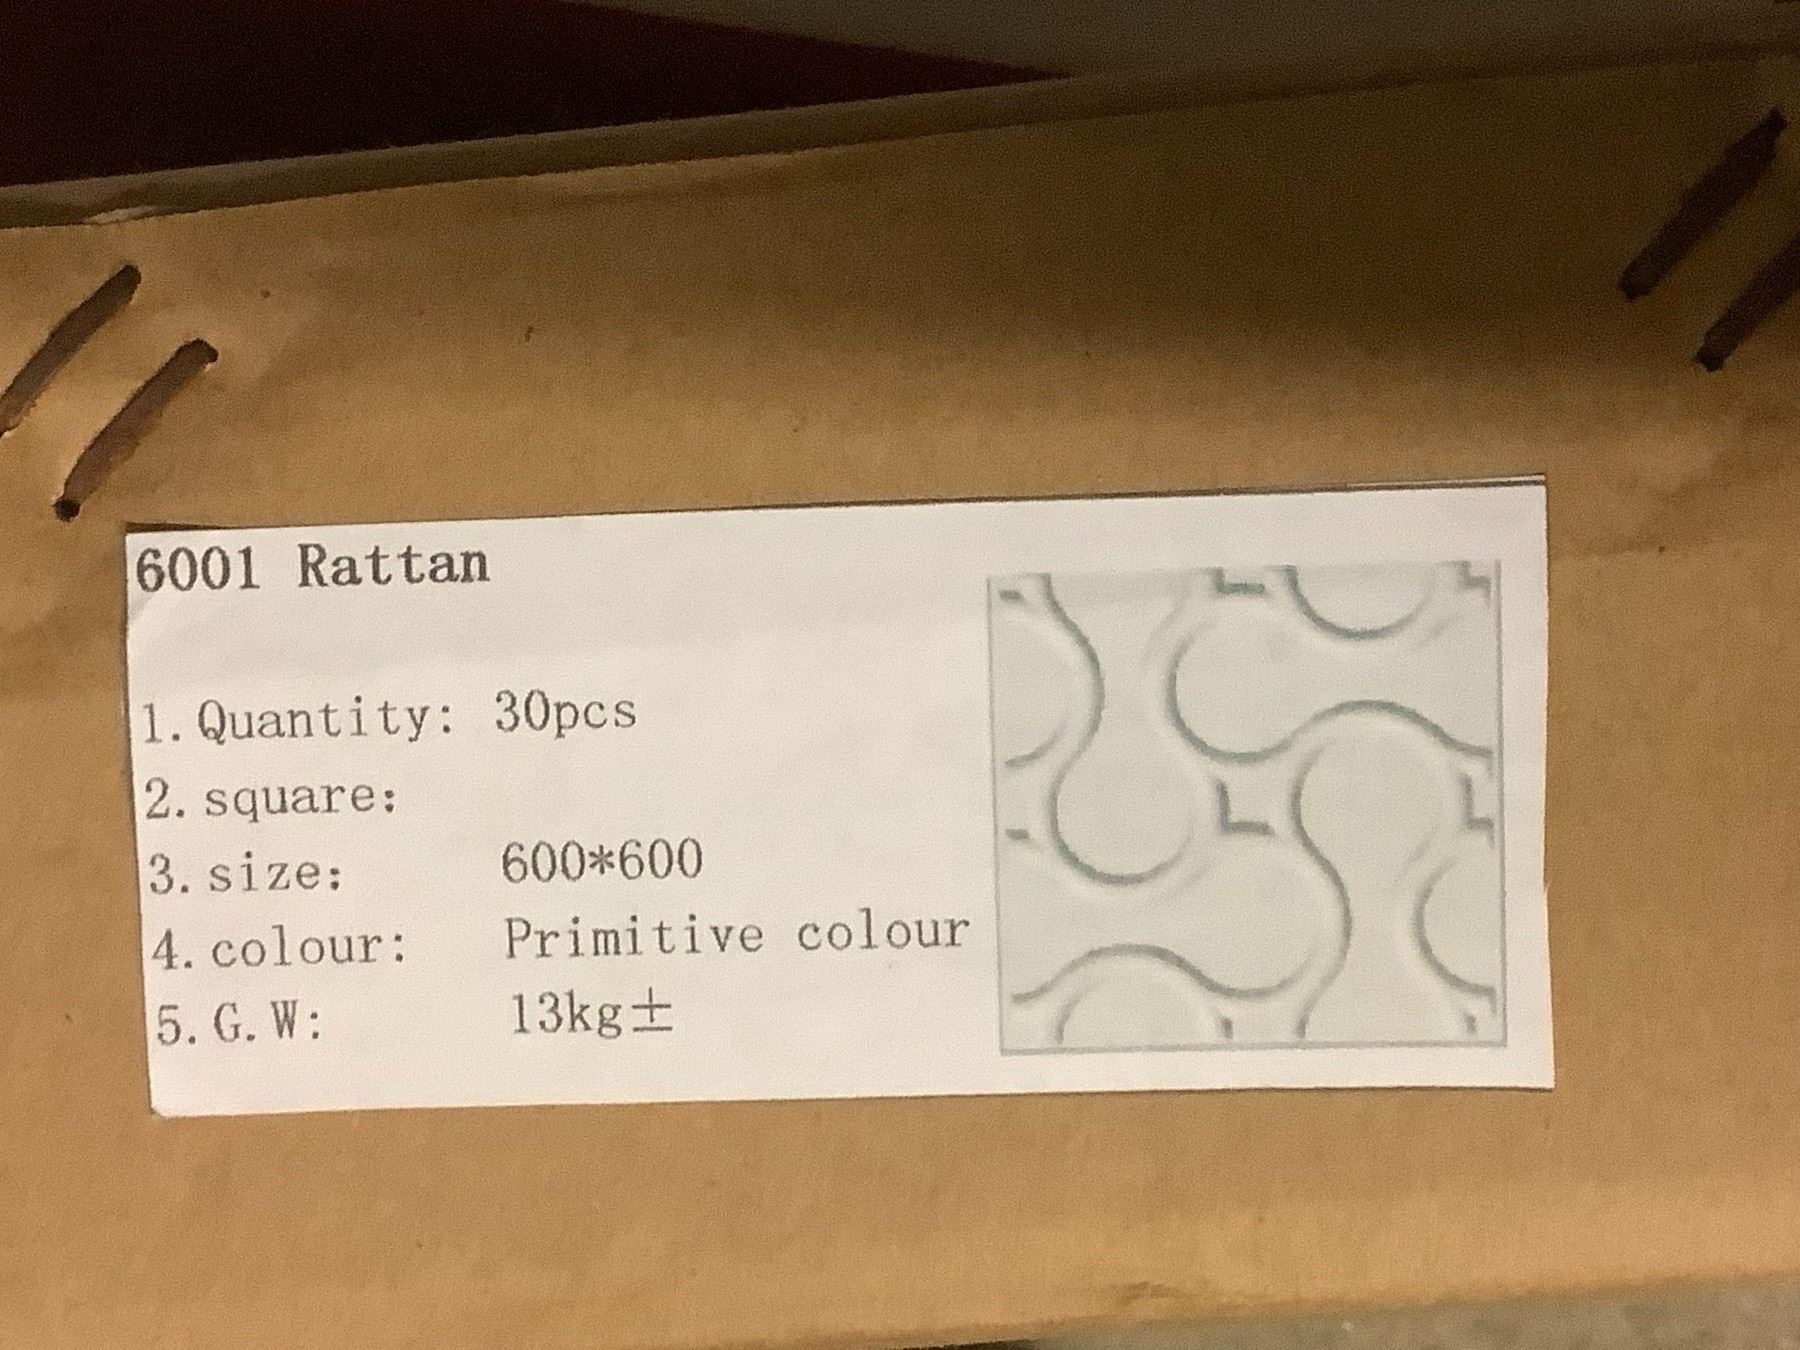 6001 Rattan
1. Quantity: 30pcs
2. square:
3. size: 600*600
4. colour: Primitive colour
5. G. W: 13kg±